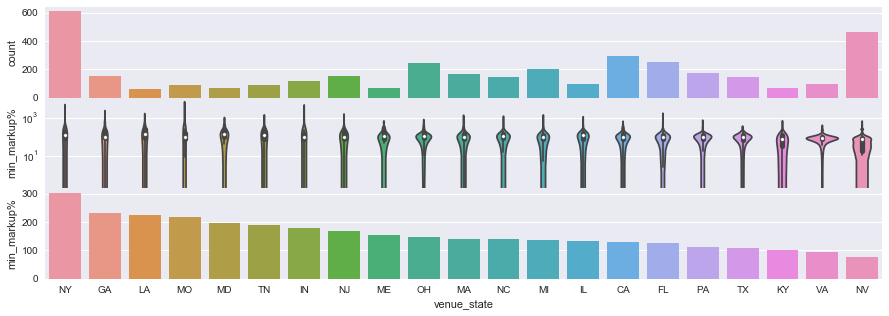 600
400
200
0
count
10³
10¹
min_markup%
300
200
100
0
min_markup%
NY GA LA MO MD TN IN NJ ME OH MA NC MI IL CA FL PA TX KY VA NV
venue_state